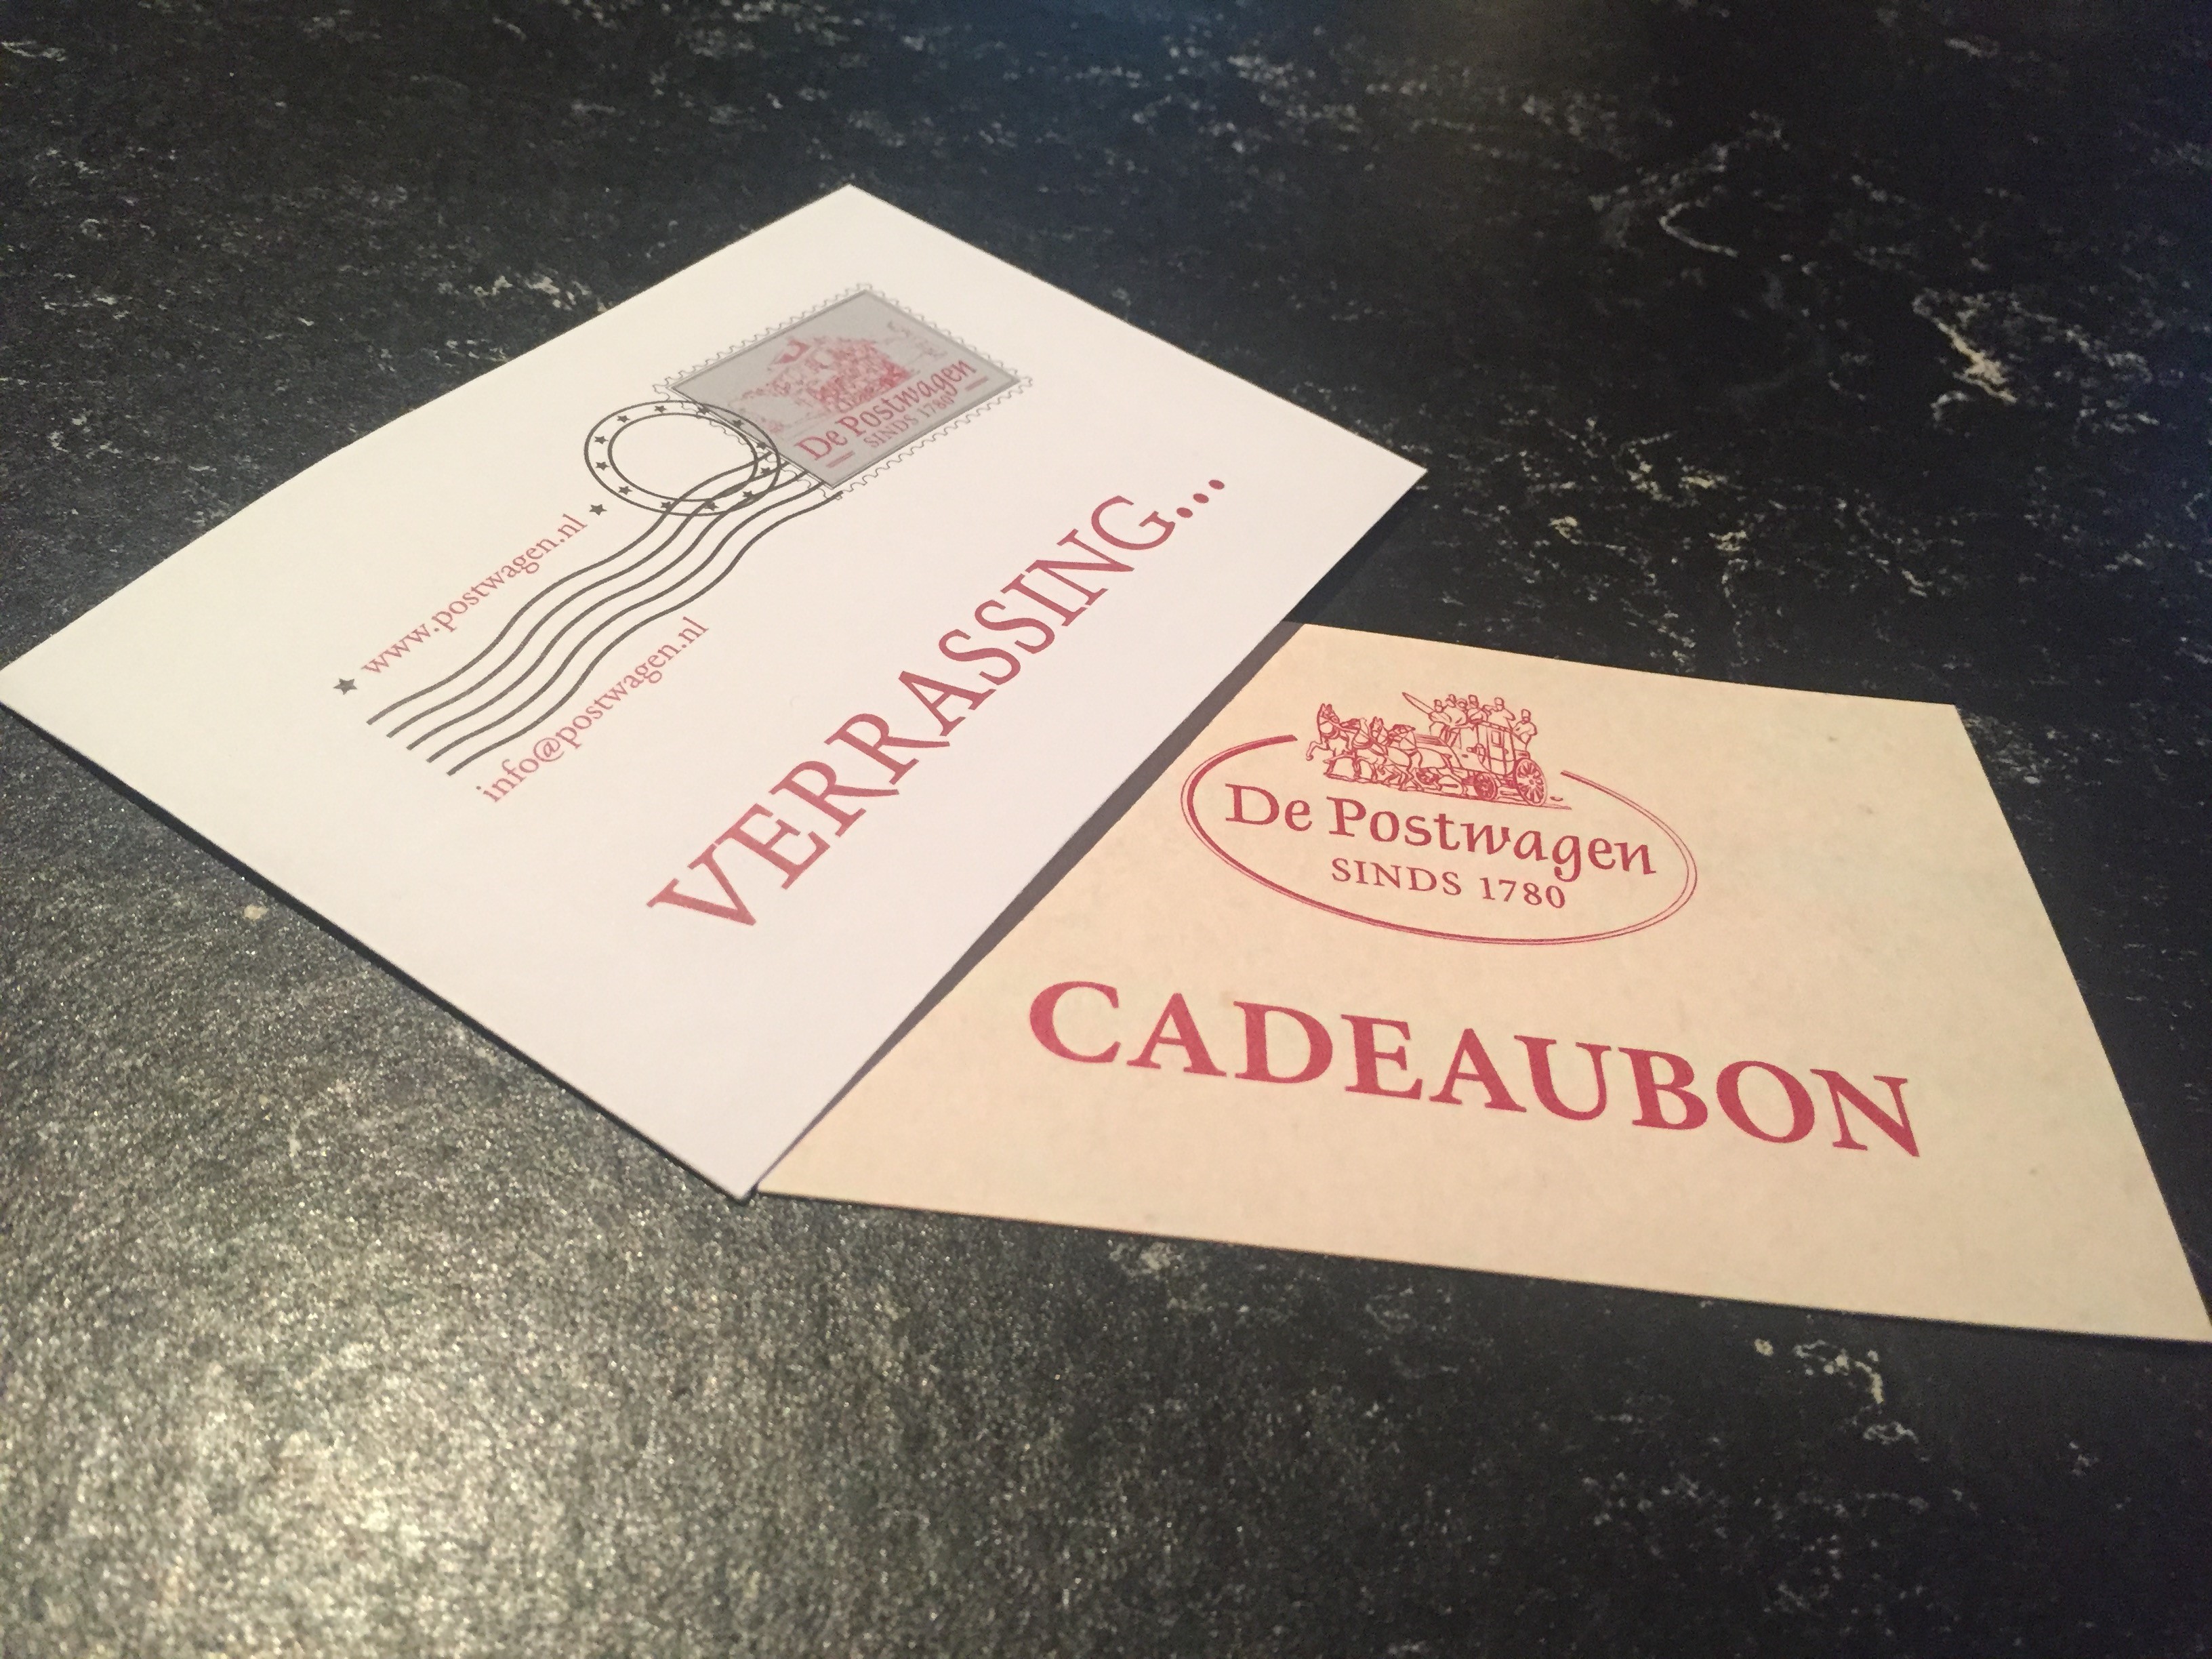 De Postwagen
SINDS 1780
www.postwagen.nl
info@postwagen.nl
VERRASSING...
De Postwagen
SINDS 1780
CADEAUBON